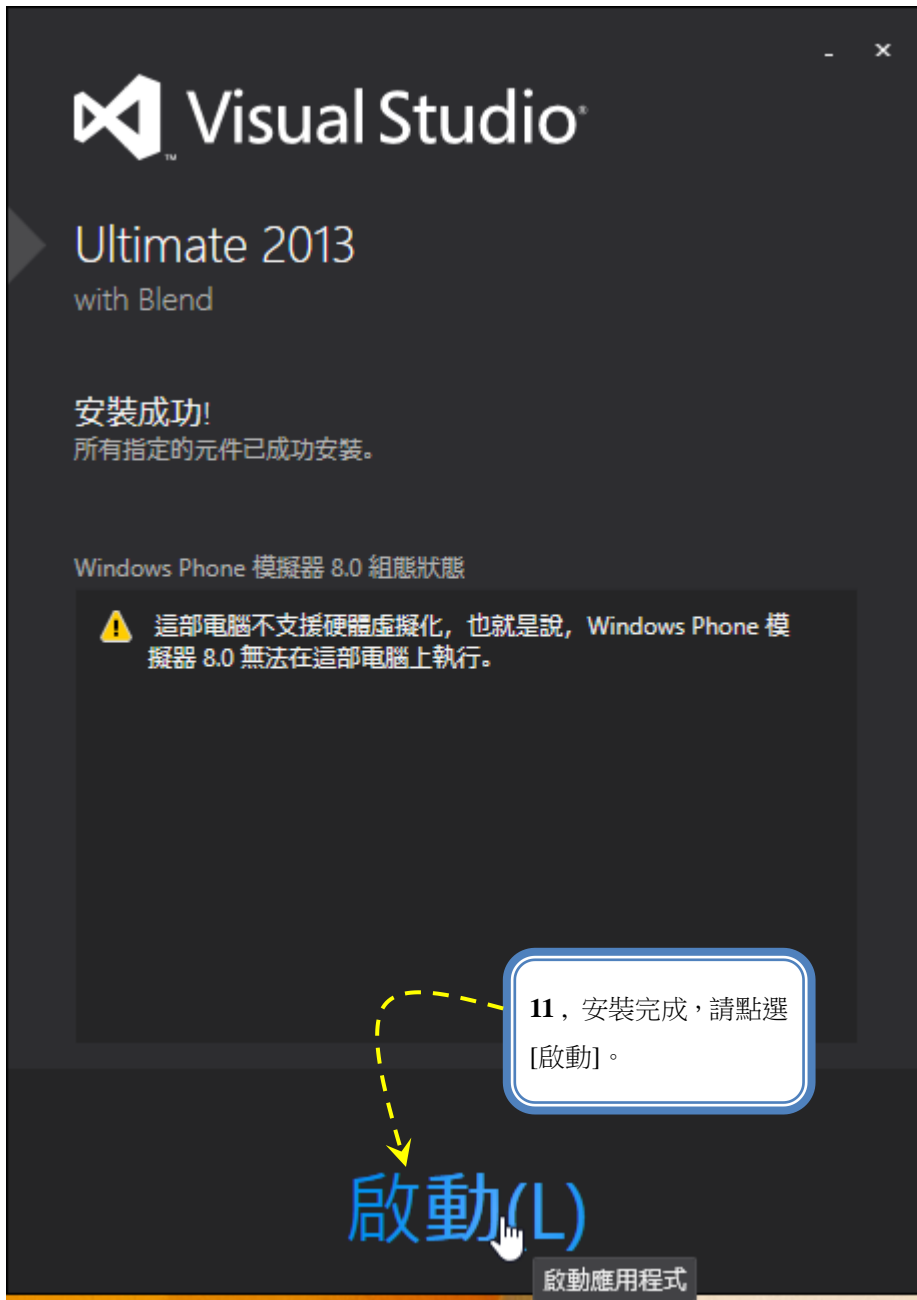 Visual Studio®
™
Ultimate 2013
with Blend
安裝成功!
所有指定的元件已成功安裝。
Windows Phone 模擬器 8.0 組態狀態
這部電腦不支援硬體虛擬化，也就是說，Windows Phone 模
擬器 8.0 無法在這部電腦上執行。
11 , 安裝完成，請點選
[啟動]。
啟動(L)
啟動應用程式